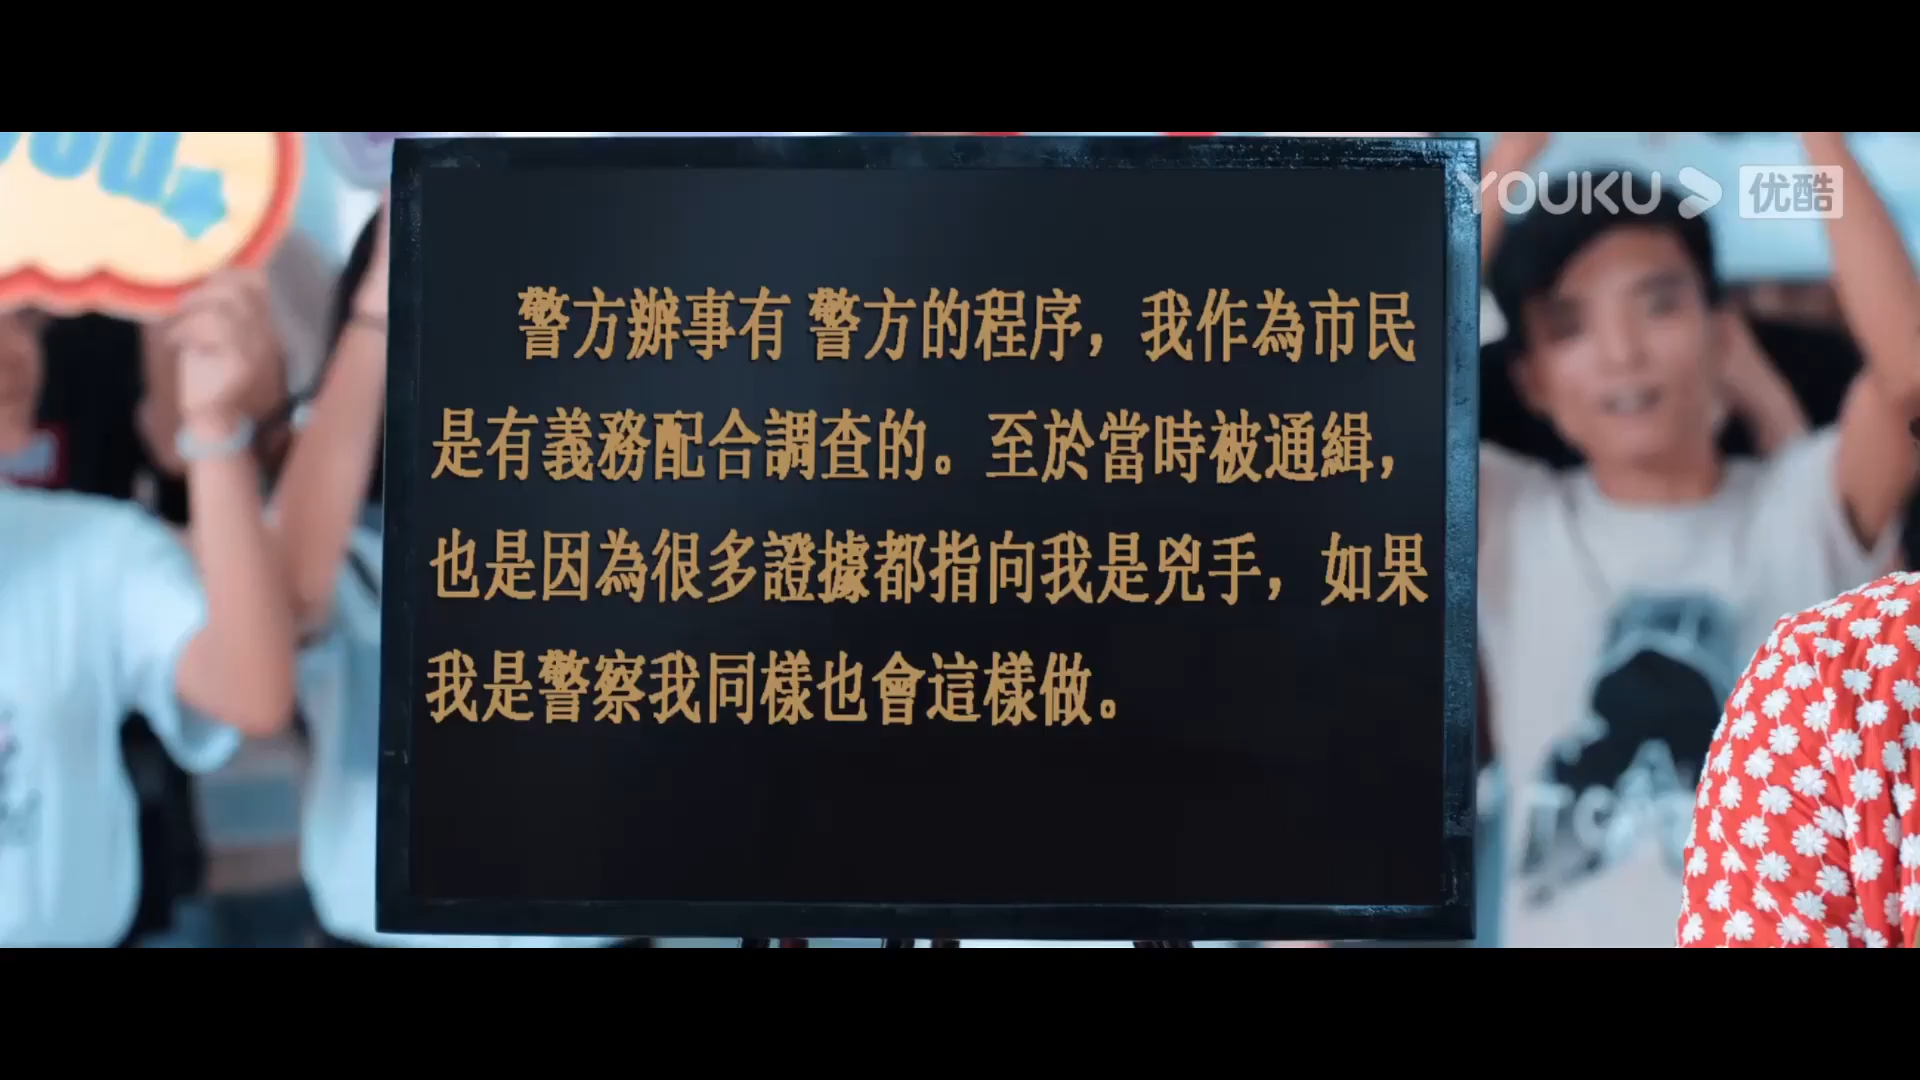 YOUKU 优酷
警方辦事有 警方的程序，我作為市民
是有義務配合調查的。至於當時被通緝，
也是因為很多證據都指向我是兇手，如果
我是警察我同樣也會這樣做。